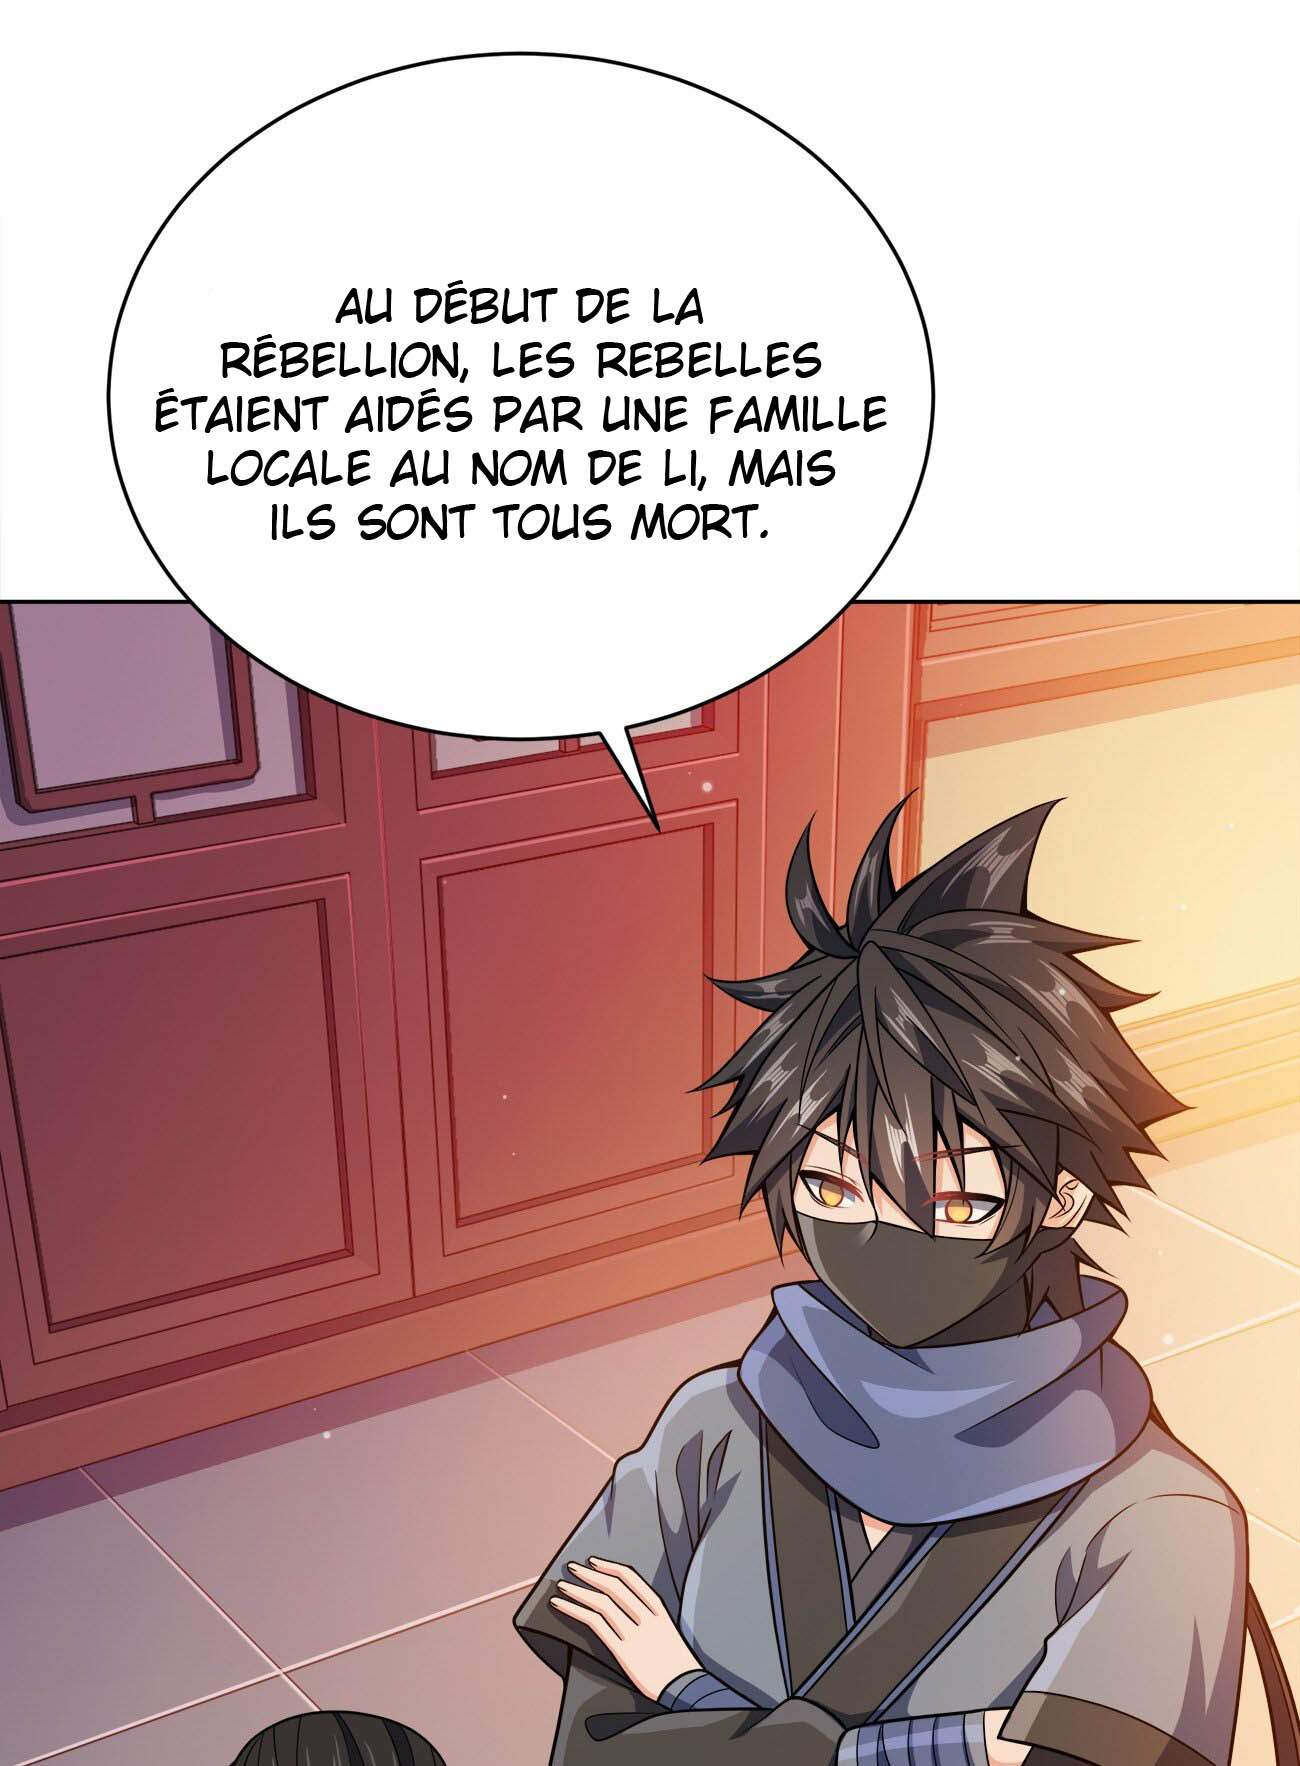 AU DÉBUT DE LA
RÉBELLION, LES REBELLES
ÉTAIENT AIDÉS PAR UNE FAMILLE
LOCALE AU NOM DE LI, MAIS
ILS SONT TOUS MORT.